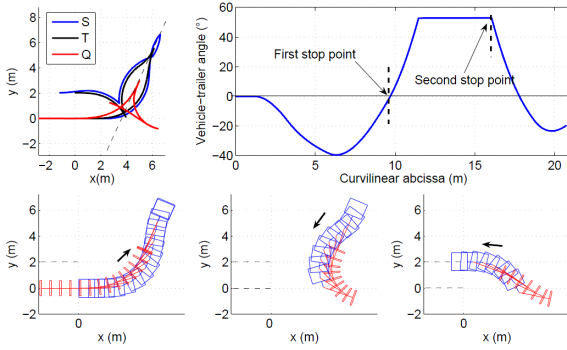 S
T
Q
8
6
4
2
0
−2
y (m)
−2 0 2 4 6 8
x(m)
60
40
20
0
−20
−40
Vehicle−trailer angle (°)
First stop point
Second stop point
0 5 10 15 20
Curvilinear abcissa (m)
6
4
2
0
−2
y (m)
0
x (m)
6
4
2
0
−2
y (m)
0
x (m)
6
4
2
0
−2
y (m)
0
x (m)